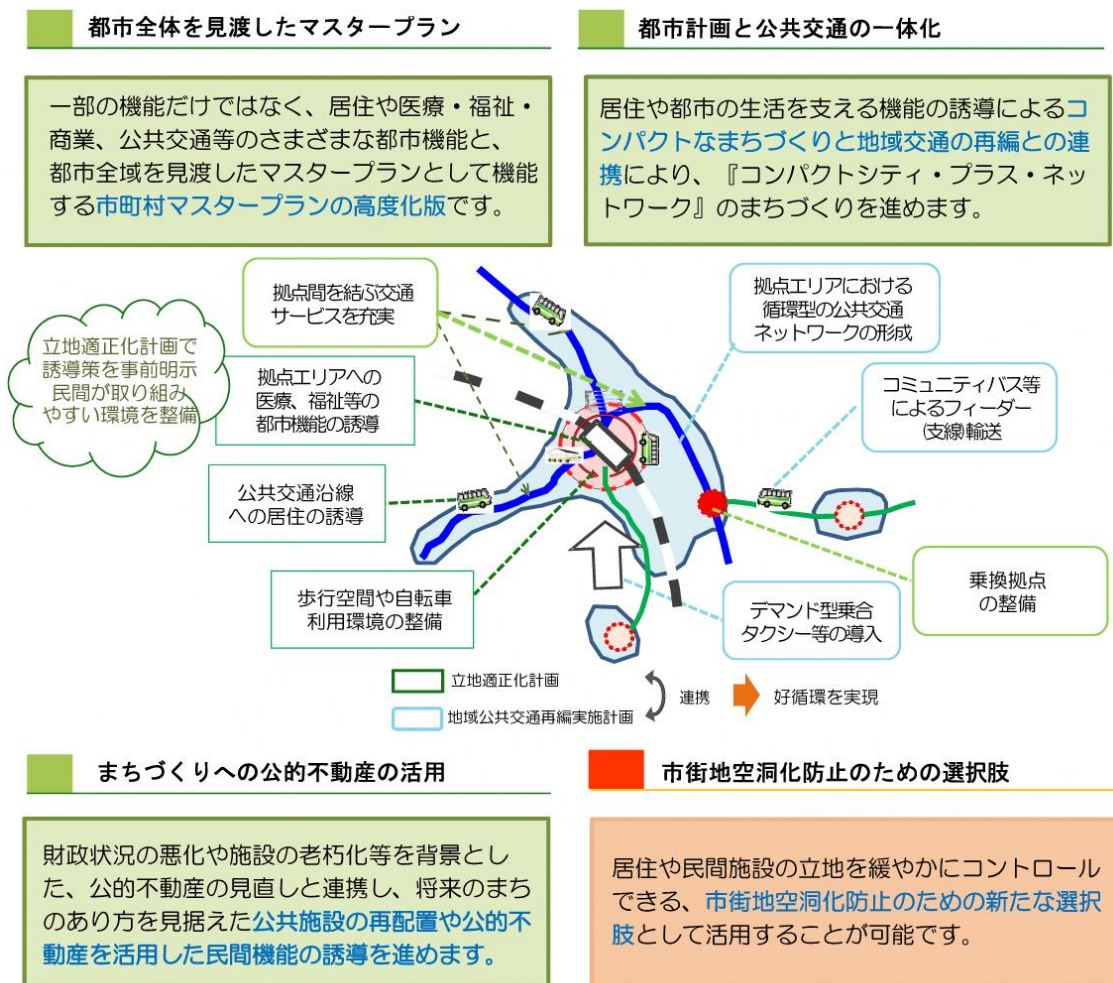 都市全体を見渡したマスタープラン
一部の機能だけではなく、居住や医療・福祉・
商業、公共交通等のさまざまな都市機能と、
都市全域を見渡したマスタープランとして機能
する市町村マスタープランの高度化版です。
都市計画と公共交通の一体化
居住や都市の生活を支える機能の誘導によるコ
ンパクトなまちづくりと地域交通の再編との連
携により、『コンパクトシティ・プラス・ネッ
トワーク』のまちづくりを進めます。
立地適正化計画で
誘導策を事前明示
民間が取り組み
やすい環境を整備
拠点間を結ぶ交通
サービスを充実
拠点エリアへの
医療、福祉等の
都市機能の誘導
公共交通沿線
への居住の誘導
歩行空間や自転車
利用環境の整備
拠点エリアにおける
循環型の公共交通
ネットワークの形成
コミュニティバス等
によるフィーダー
(支線)輸送
乗換拠点
の整備
デマンド型乗合
タクシー等の導入
立地適正化計画
地域公共交通再編実施計画
連携
好循環を実現
まちづくりへの公的不動産の活用
財政状況の悪化や施設の老朽化等を背景とし
た、公的不動産の見直しと連携し、将来のまち
のあり方を見据えた公共施設の再配置や公的不
動産を活用した民間機能の誘導を進めます。
市街地空洞化防止のための選択肢
居住や民間施設の立地を緩やかにコントロール
できる、市街地空洞化防止のための新たな選択
肢として活用することが可能です。